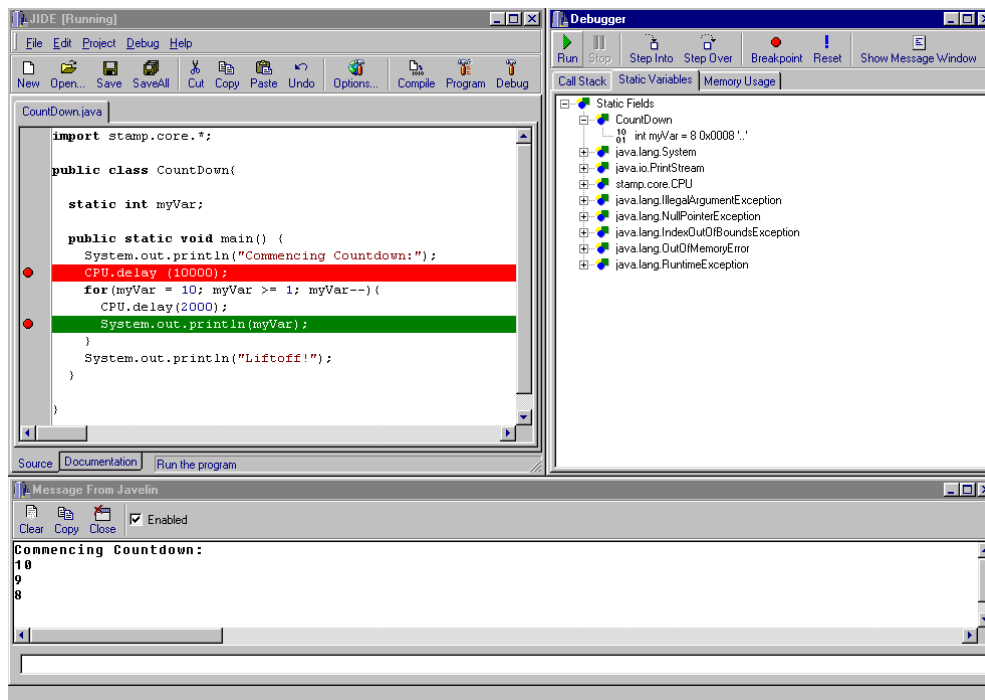 JIDE [Running]
File Edit Project Debug Help
New Open... Save SaveAll Cut Copy Paste Undo Options... Compile Program Debug
CountDown.java
import stamp.core.*;
public class CountDown{
static int myVar;
public static void main() {
System.out.println("Commencing Countdown:");
CPU.delay (10000);
for(myVar = 10; myVar >= 1; myVar--){
CPU.delay(2000);
System.out.println(myVar);
}
System.out.println("Liftoff!");
}
}
Source Documentation Run the program
Debugger
Run Stop Step Into Step Over Breakpoint Reset Show Message Window
Call Stack Static Variables Memory Usage
Static Fields
CountDown
10
01 int myVar = 8 0x0008 '..'
java.lang.System
java.io.PrintStream
stamp.core.CPU
java.lang.IllegalArgumentException
java.lang.NullPointerException
java.lang.IndexOutOfBoundsException
java.lang.OutOfMemoryError
java.lang.RuntimeException
Message From Javelin
Clear Copy Close Enabled
Commencing Countdown:
10
9
8